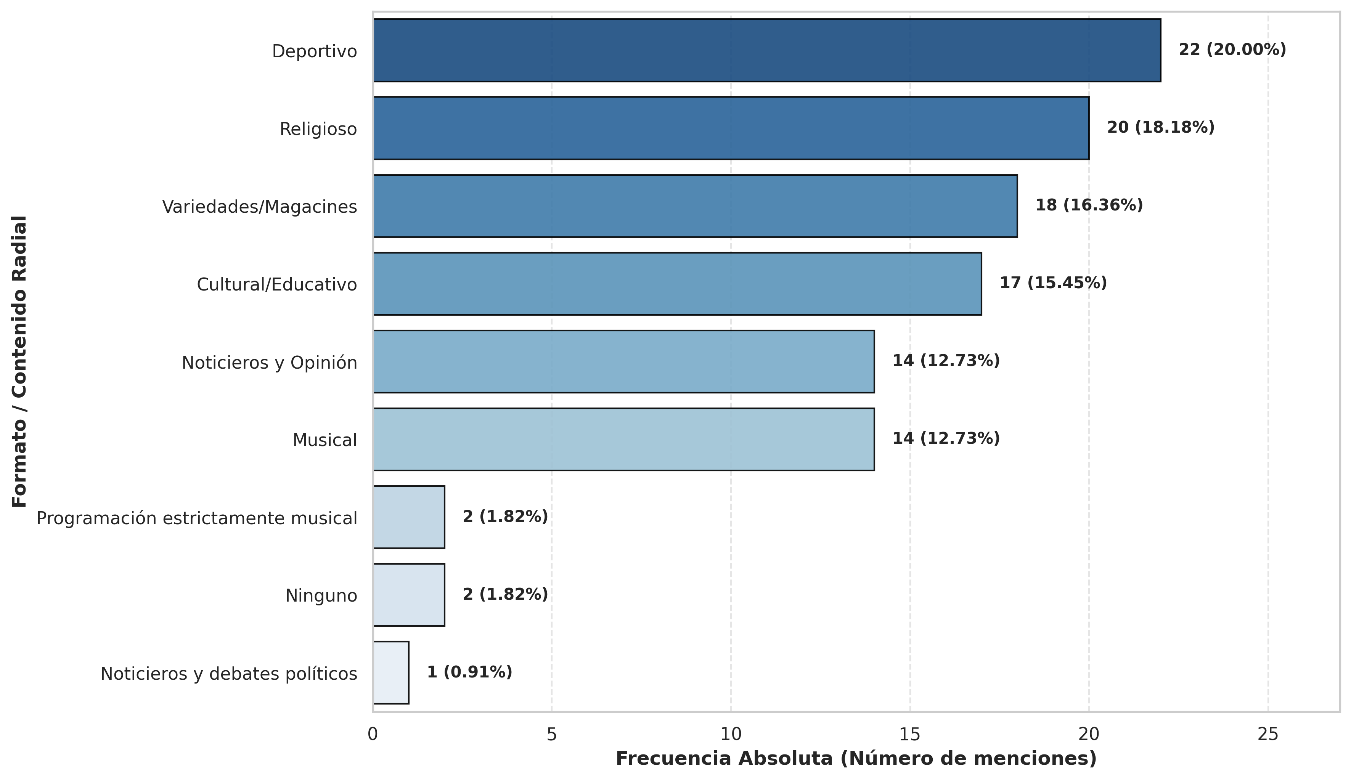 Formato / Contenido Radial
Deportivo 22 (20.00%)
Religioso 20 (18.18%)
Variedades/Magacines 18 (16.36%)
Cultural/Educativo 17 (15.45%)
Noticieros y Opinión 14 (12.73%)
Musical 14 (12.73%)
Programación estrictamente musical 2 (1.82%)
Ninguno 2 (1.82%)
Noticieros y debates políticos 1 (0.91%)
0 5 10 15 20 25
Frecuencia Absoluta (Número de menciones)